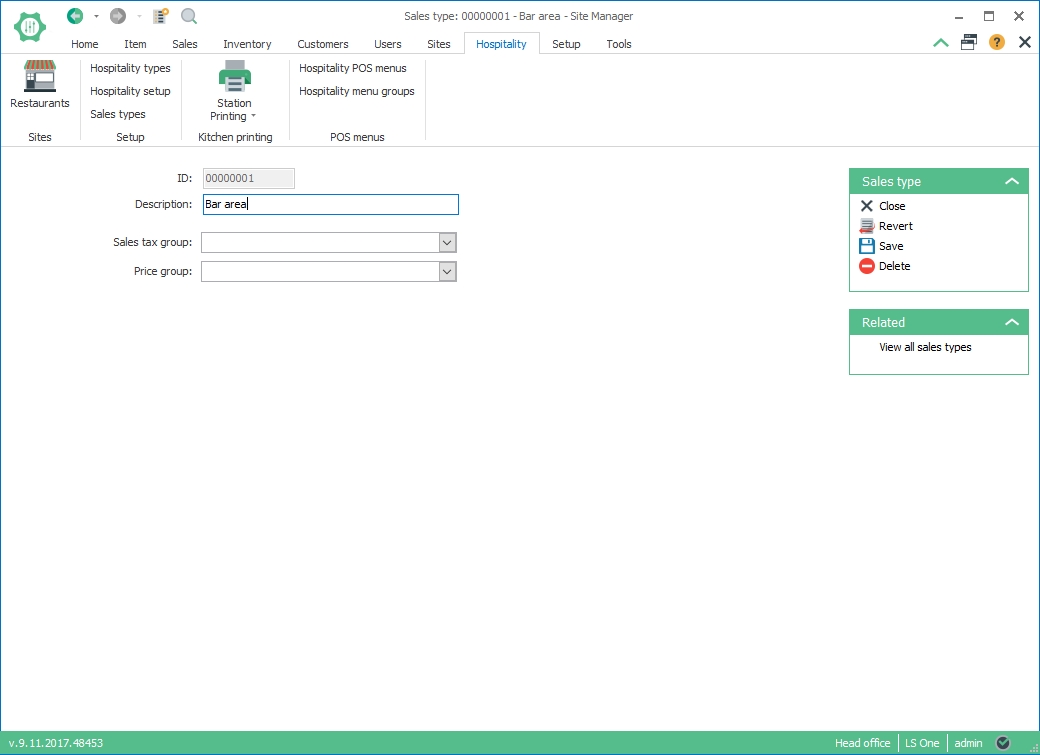 Sales type: 00000001 - Bar area - Site Manager
Home Item Sales Inventory Customers Users Sites Hospitality Setup Tools
?
Restaurants
Sites
Hospitality types
Hospitality setup
Sales types
Setup
Station
Printing
Kitchen printing
Hospitality POS menus
Hospitality menu groups
POS menus
ID: 00000001
Description: Bar area
Sales tax group:
Price group:
Sales type
Close
Revert
Save
Delete
Related
View all sales types
v.9.11.2017.48453
Head office LS One admin